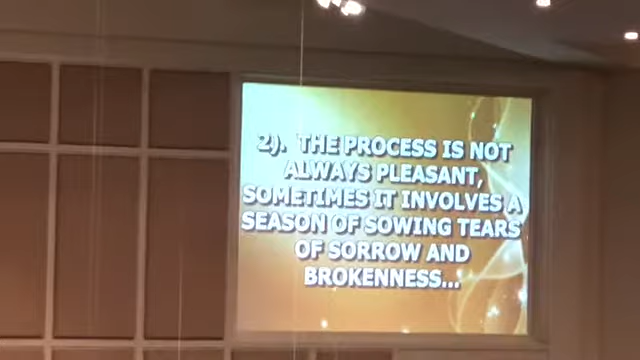 2). THE PROCESS IS NOT
ALWAYS PLEASANT,
SOMETIMES IT INVOLVES A
SEASON OF SOWING TEARS
OF SORROW AND
BROKENNESS...